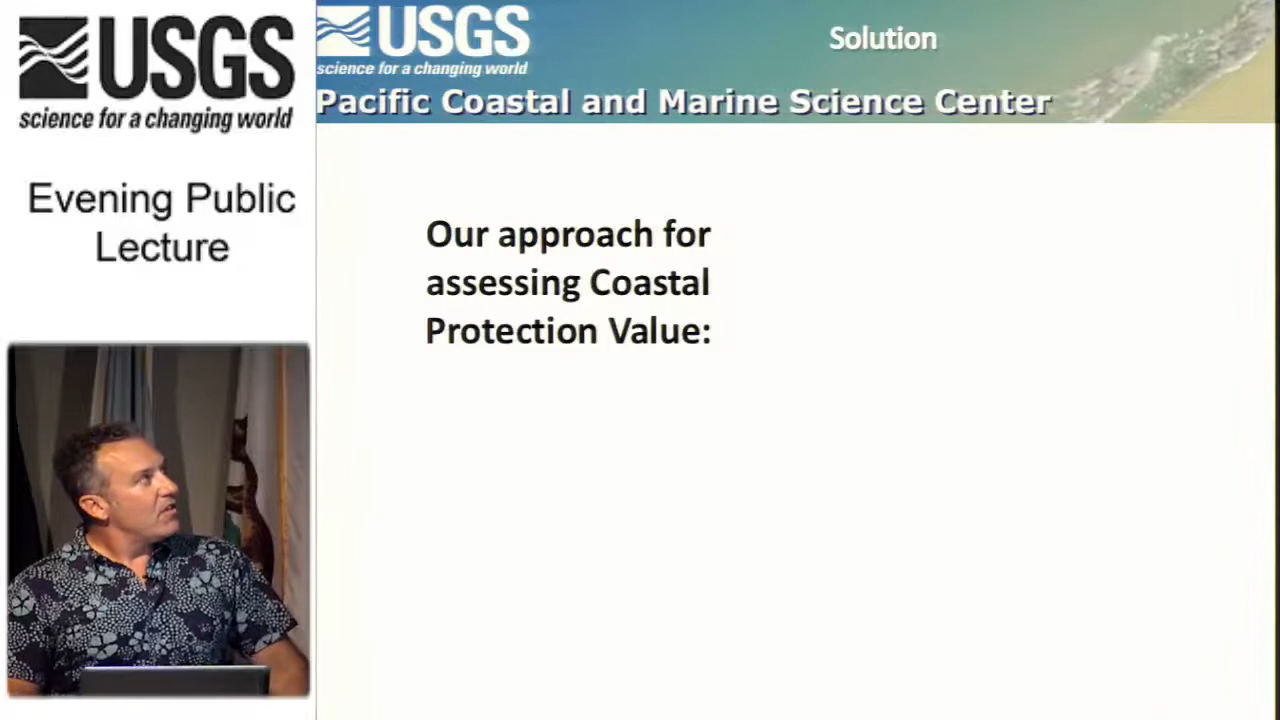 USGS
science for a changing world
Evening Public
Lecture
USGS
science for a changing world
Solution
Pacific Coastal and Marine Science Center
Our approach for
assessing Coastal
Protection Value: